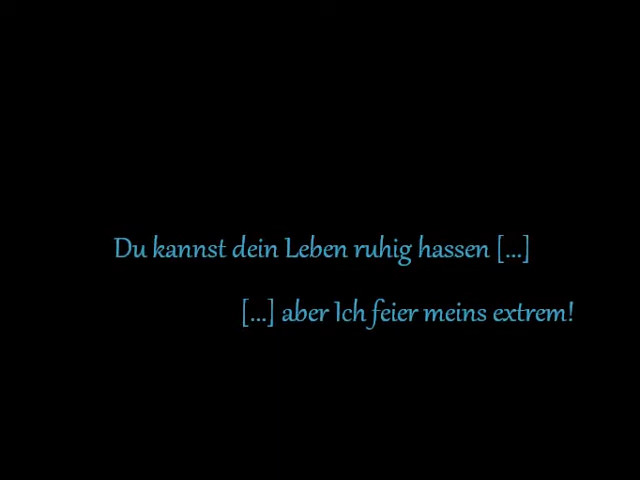 Du kannst dein Leben ruhig hassen [...]
[...] aber Ich feier meins extrem!